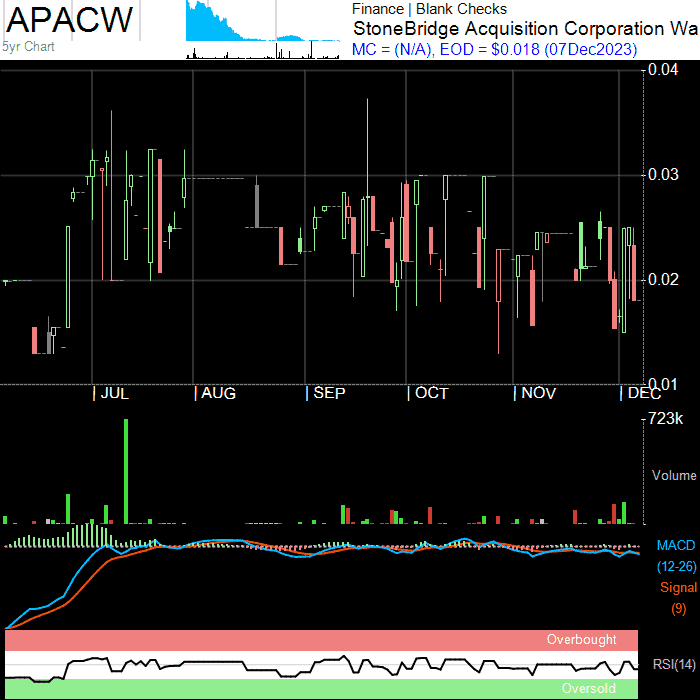 APACW
5yr Chart
Finance | Blank Checks
StoneBridge Acquisition Corporation Wa
MC = (N/A), EOD = $0.018 (07Dec2023)
0.04
0.03
0.02
0.01
| JUL | AUG | SEP | OCT | NOV | DEC
723k
Volume
MACD
(12-26)
Signal
(9)
Overbought
RSI(14)
Oversold